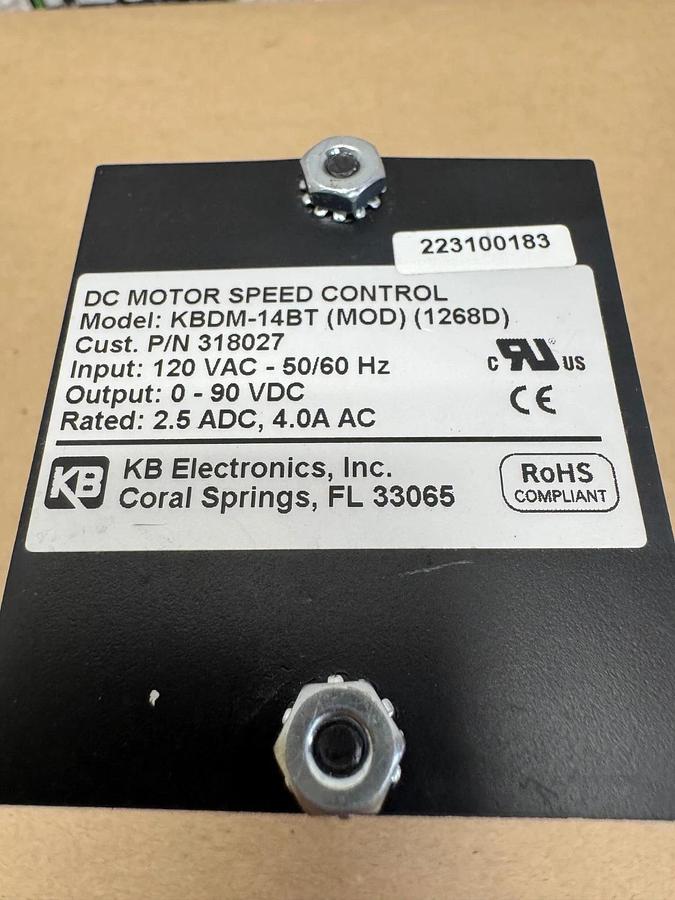 223100183
DC MOTOR SPEED CONTROL
Model: KBDM-14BT (MOD) (1268D)
Cust. P/N 318027
Input: 120 VAC - 50/60 Hz
Output: 0 - 90 VDC
Rated: 2.5 ADC, 4.0A AC
C RU US
CE
KB
KB Electronics, Inc.
Coral Springs, FL 33065
RoHS
COMPLIANT